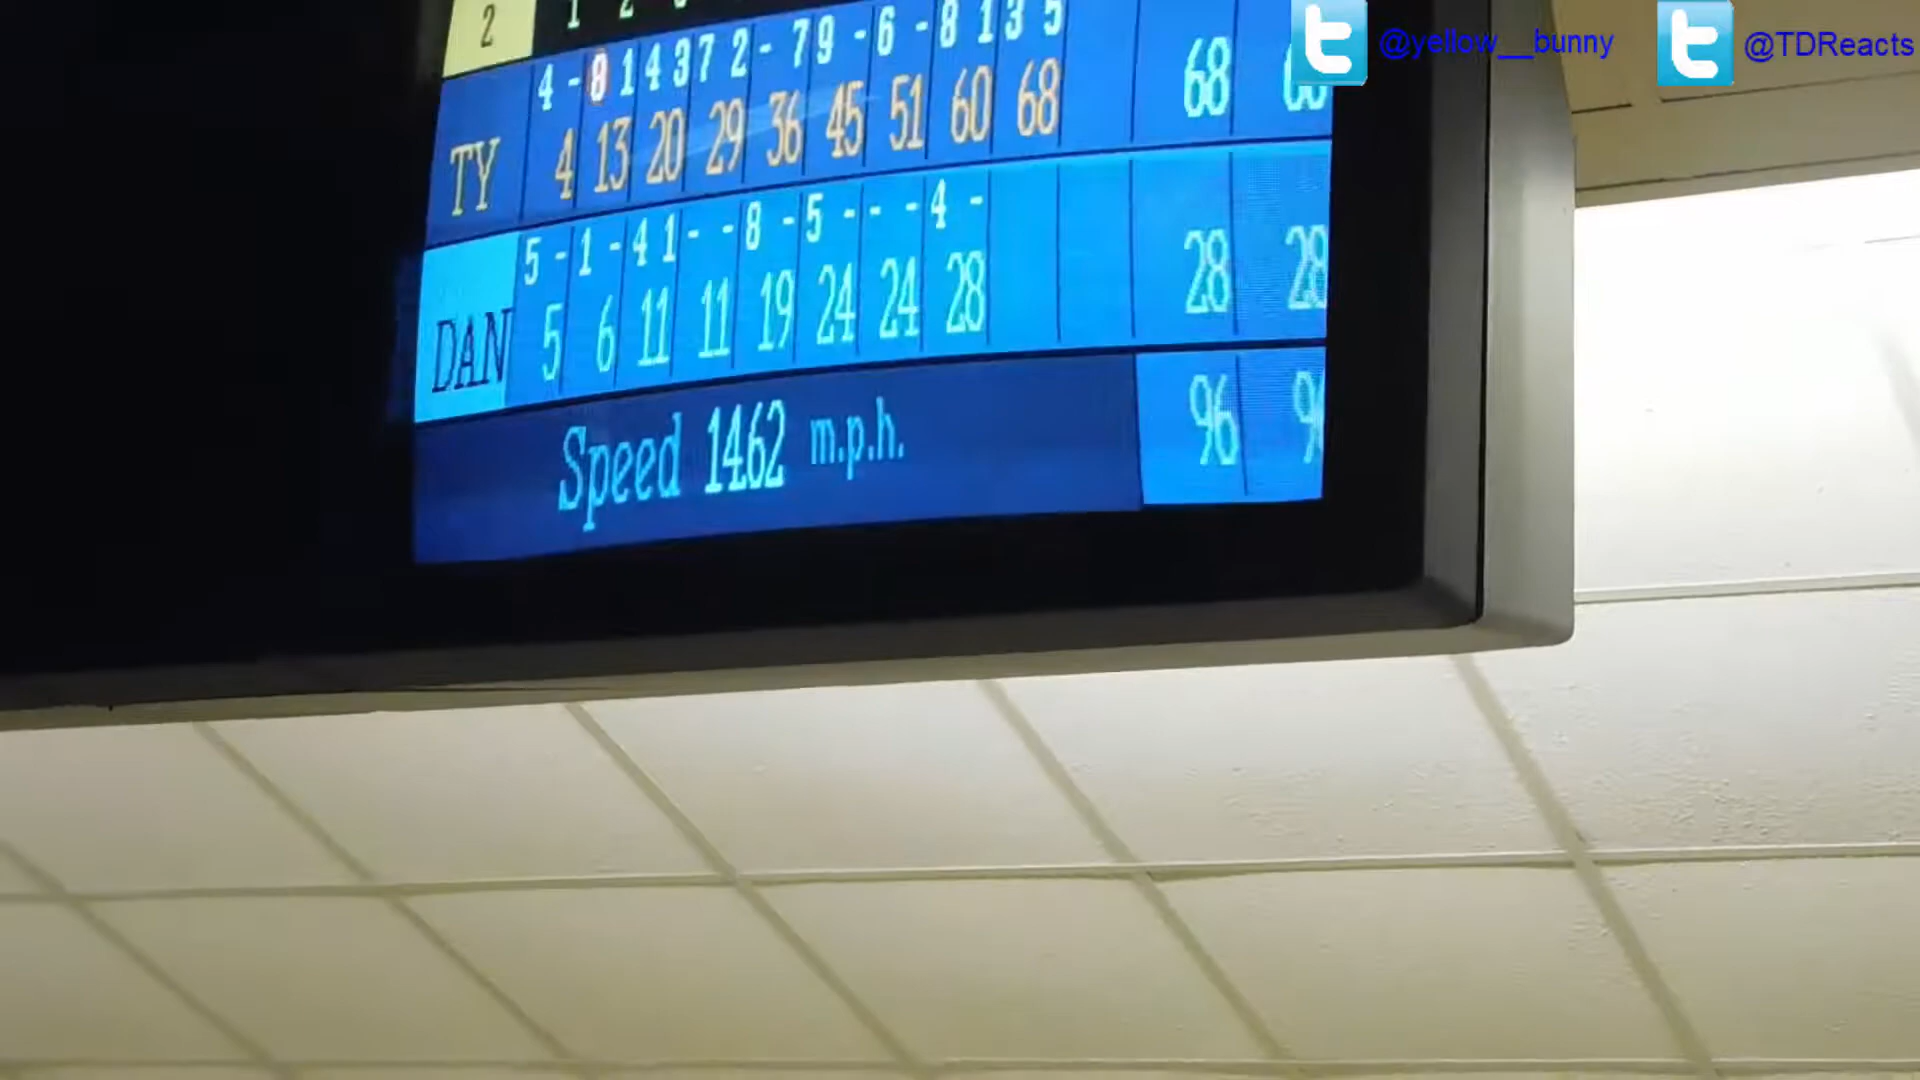 @yellow__bunny @TDReacts
2 1 2
4 - 8 1 4 3 7 2 - 7 9 - 6 - 8 1 3 5
TY 4 13 20 29 36 45 51 60 68 68
5 - 1 - 4 1 - - 8 - 5 - - - 4 -
DAN 5 6 11 11 19 24 24 28 28 28
Speed 14.62 m.p.h. 96